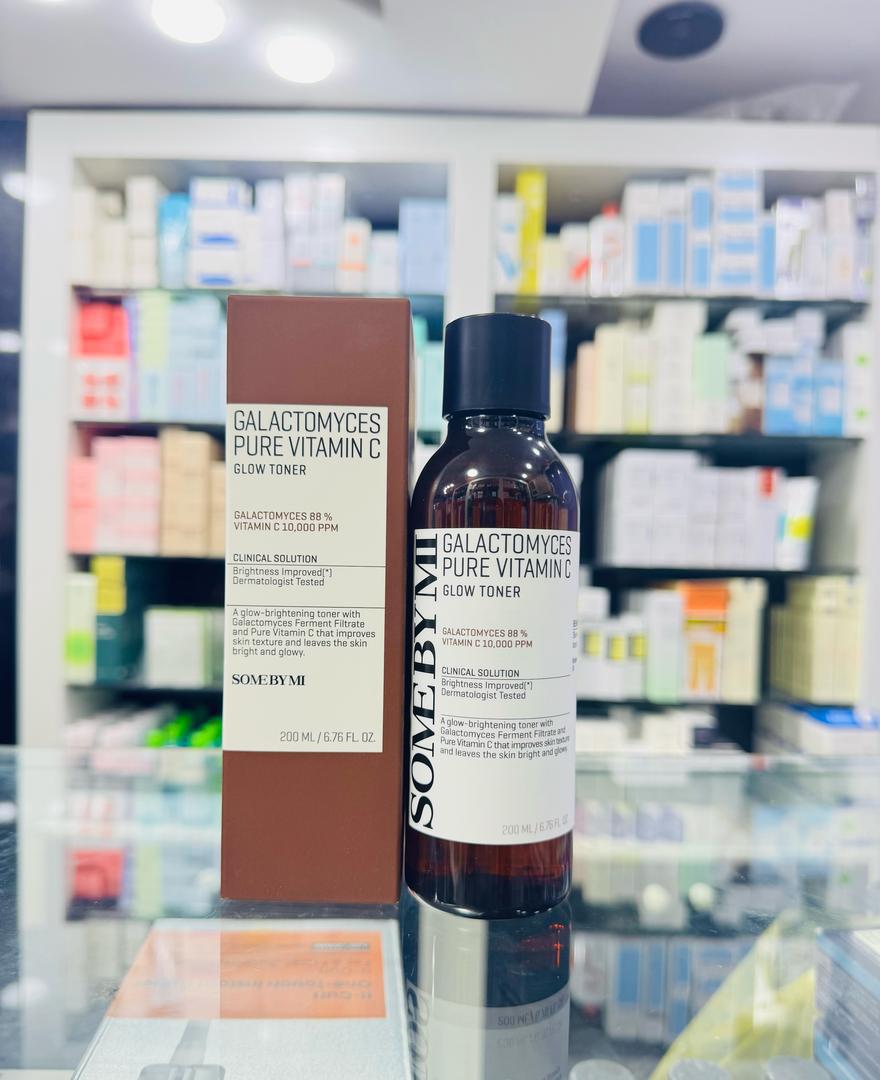 GALACTOMYCES
PURE VITAMIN C
GLOW TONER
GALACTOMYCES 88 %
VITAMIN C 10,000 PPM
CLINICAL SOLUTION
Brightness Improved(*)
Dermatologist Tested
A glow-brightening toner with
Galactomyces Ferment Filtrate
and Pure Vitamin C that improves
skin texture and leaves the skin
bright and glowy.
SOME BY MI
200 ML / 6.76 FL. OZ.
SOME BY MI
GALACTOMYCES
PURE VITAMIN C
GLOW TONER
GALACTOMYCES 88 %
VITAMIN C 10,000 PPM
CLINICAL SOLUTION
Brightness Improved(*)
Dermatologist Tested
A glow-brightening toner with
Galactomyces Ferment Filtrate and
Pure Vitamin C that improves skin texture
and leaves the skin bright and glowy.
200 ML / 6.76 FL. OZ.